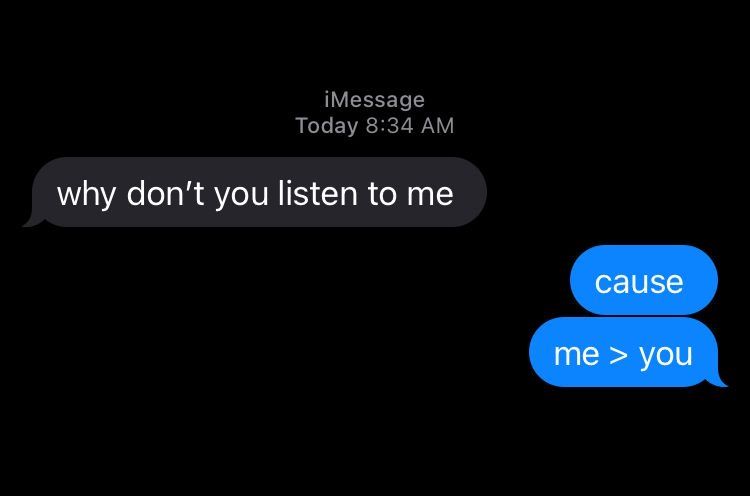 iMessage
Today 8:34 AM
why don’t you listen to me
cause
me > you